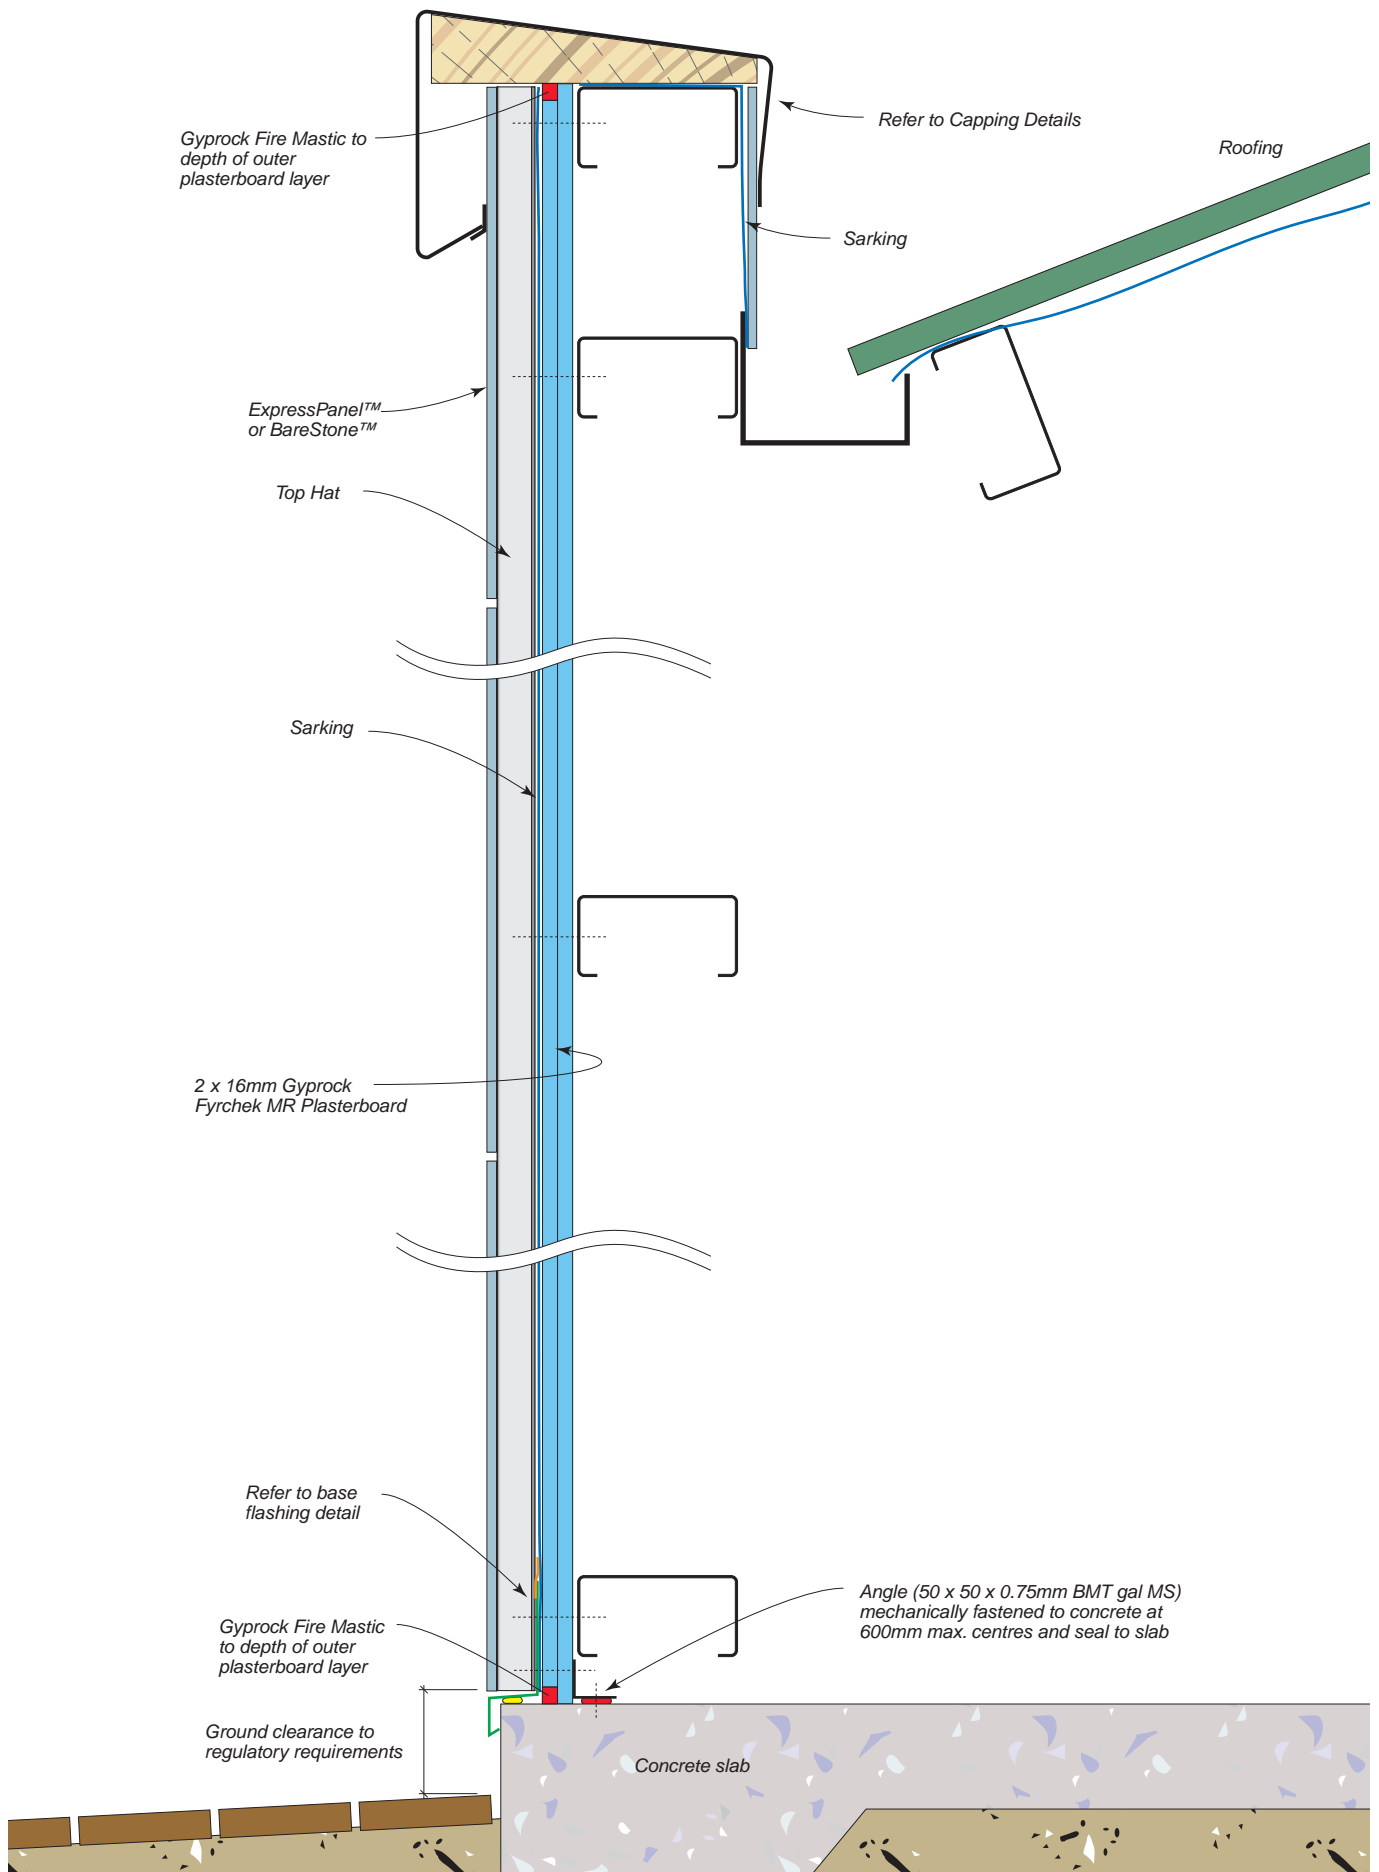 Gyprock Fire Mastic to
depth of outer
plasterboard layer
Refer to Capping Details
Roofing
Sarking
ExpressPanel™
or BareStone™
Top Hat
Sarking
2 x 16mm Gyprock
Fyrchek MR Plasterboard
Refer to base
flashing detail
Angle (50 x 50 x 0.75mm BMT gal MS)
mechanically fastened to concrete at
600mm max. centres and seal to slab
Gyprock Fire Mastic
to depth of outer
plasterboard layer
Ground clearance to
regulatory requirements
Concrete slab